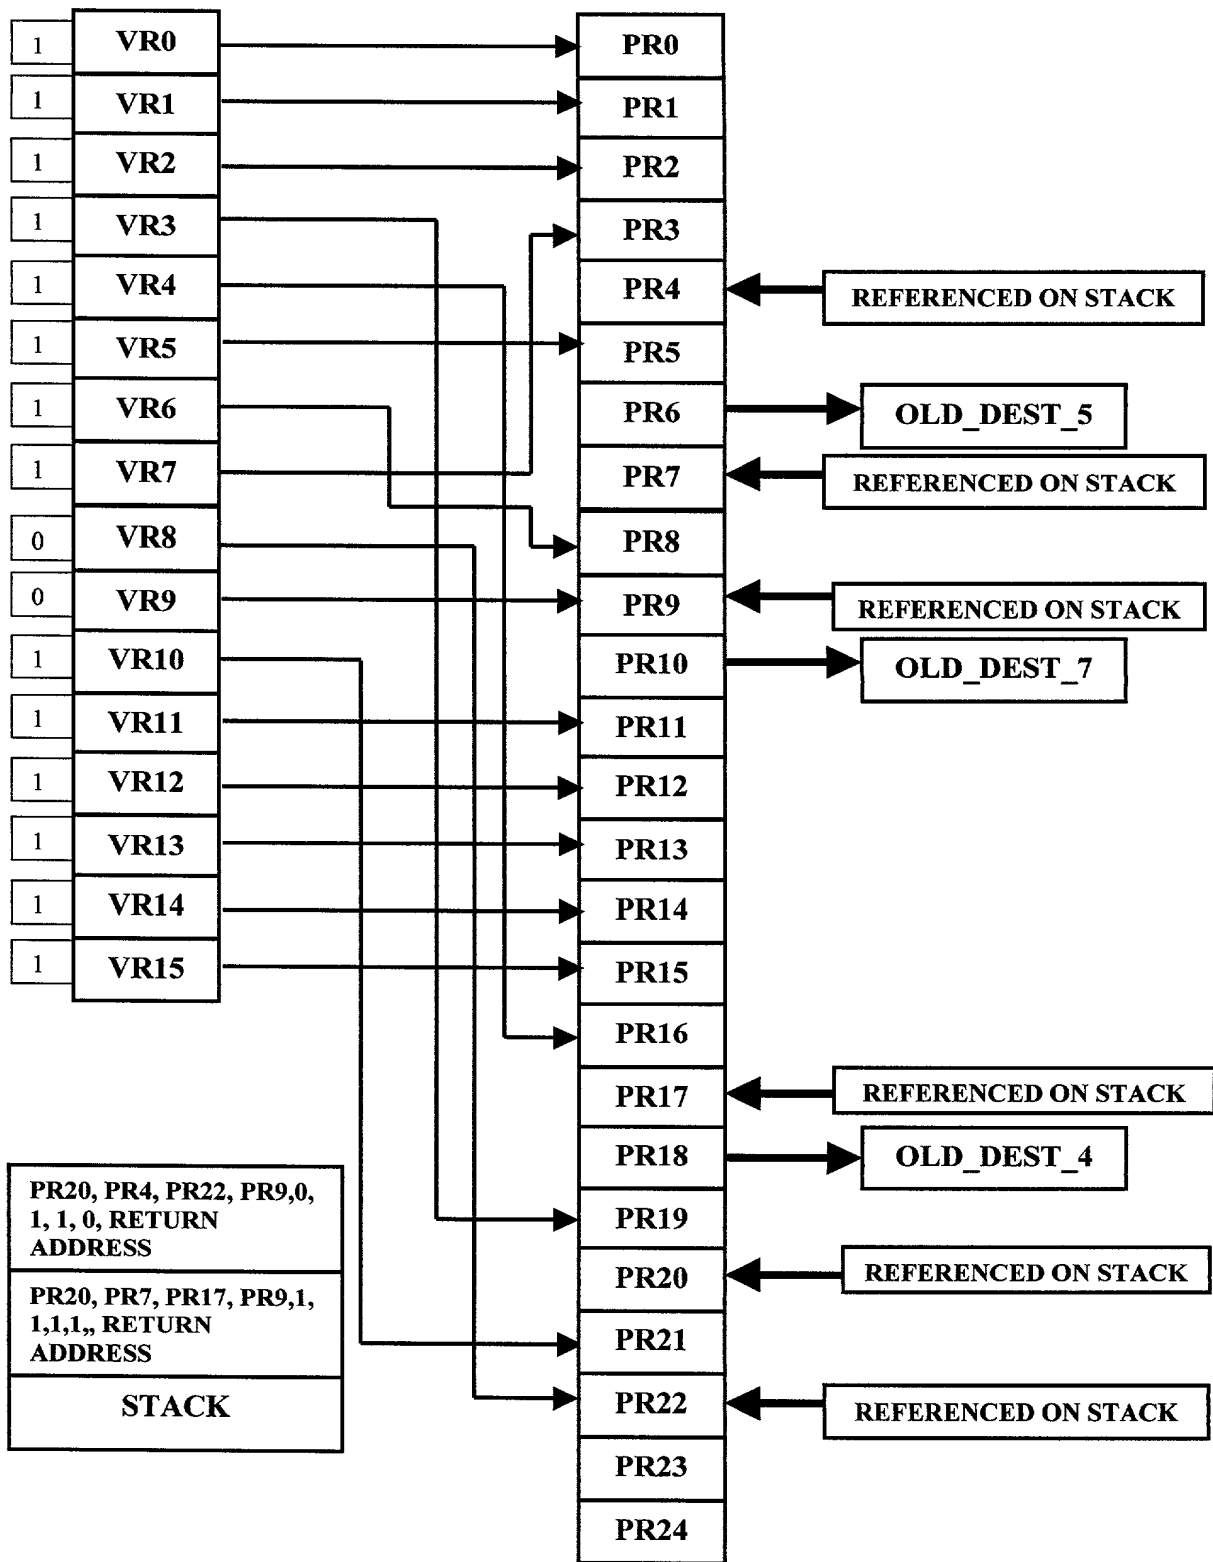 1
VR0
1
VR1
1
VR2
1
VR3
1
VR4
1
VR5
1
VR6
1
VR7
0
VR8
0
VR9
1
VR10
1
VR11
1
VR12
1
VR13
1
VR14
1
VR15
PR0
PR1
PR2
PR3
PR4
REFERENCED ON STACK
PR5
PR6
OLD_DEST_5
PR7
REFERENCED ON STACK
PR8
PR9
REFERENCED ON STACK
PR10
OLD_DEST_7
PR11
PR12
PR13
PR14
PR15
PR16
PR17
REFERENCED ON STACK
PR18
OLD_DEST_4
PR19
PR20
REFERENCED ON STACK
PR21
PR22
REFERENCED ON STACK
PR23
PR24
PR20, PR4, PR22, PR9,0,
1, 1, 0, RETURN
ADDRESS
PR20, PR7, PR17, PR9,1,
1,1,1,, RETURN
ADDRESS
STACK